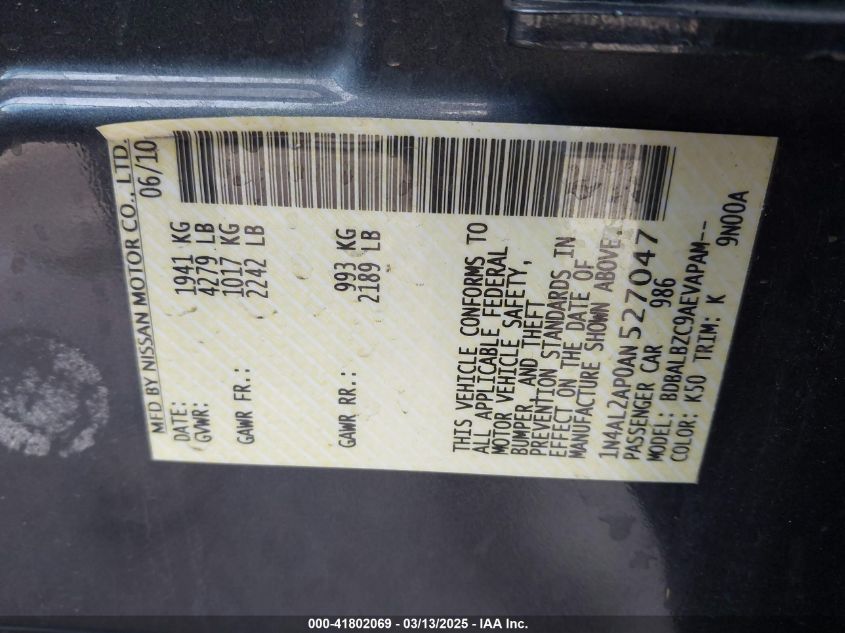 MFD BY NISSAN MOTOR CO., LTD.
DATE: 06/10
GVWR: 1941 KG
4279 LB
GAWR FR.: 1017 KG
2242 LB
GAWR RR.: 993 KG
2189 LB
THIS VEHICLE CONFORMS TO
ALL APPLICABLE FEDERAL
MOTOR VEHICLE SAFETY,
BUMPER, AND THEFT
PREVENTION STANDARDS IN
EFFECT ON THE DATE OF
MANUFACTURE SHOWN ABOVE.
1N4AL2AP0AN527047
PASSENGER CAR 986
MODEL: BDBALBZC9AEVAPAM--
COLOR: K50 TRIM: K 9N00A
000-41802069 - 03/13/2025 - IAA Inc.